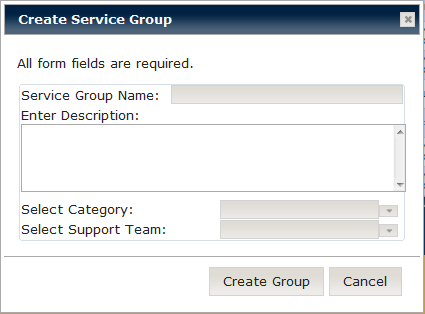 Create Service Group
All form fields are required.
Service Group Name:
Enter Description:
Select Category:
Select Support Team:
Create Group Cancel